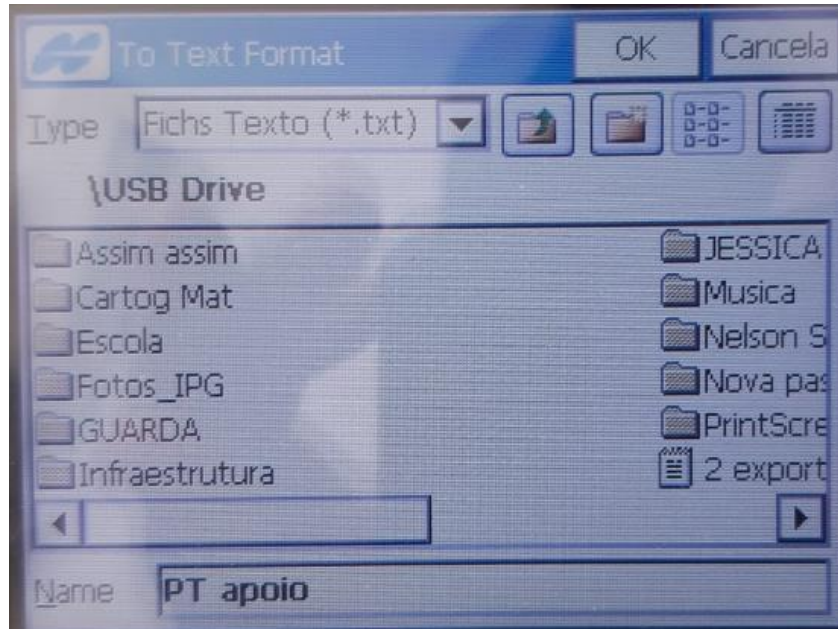 To Text Format OK Cancela
Type Fichs Texto (*.txt)
\USB Drive
Assim assim
Cartog Mat
Escola
Fotos_IPG
GUARDA
Infraestrutura
JESSICA
Musica
Nelson S
Nova pas
PrintScre
2 export
Name PT apoio